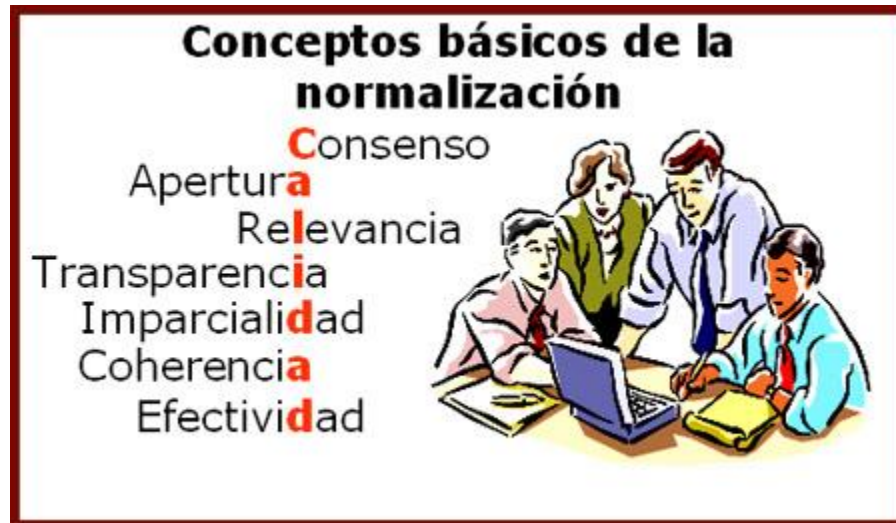 Conceptos básicos de la
normalización
Consenso
Apertura
Relevancia
Transparencia
Imparcialidad
Coherencia
Efectividad